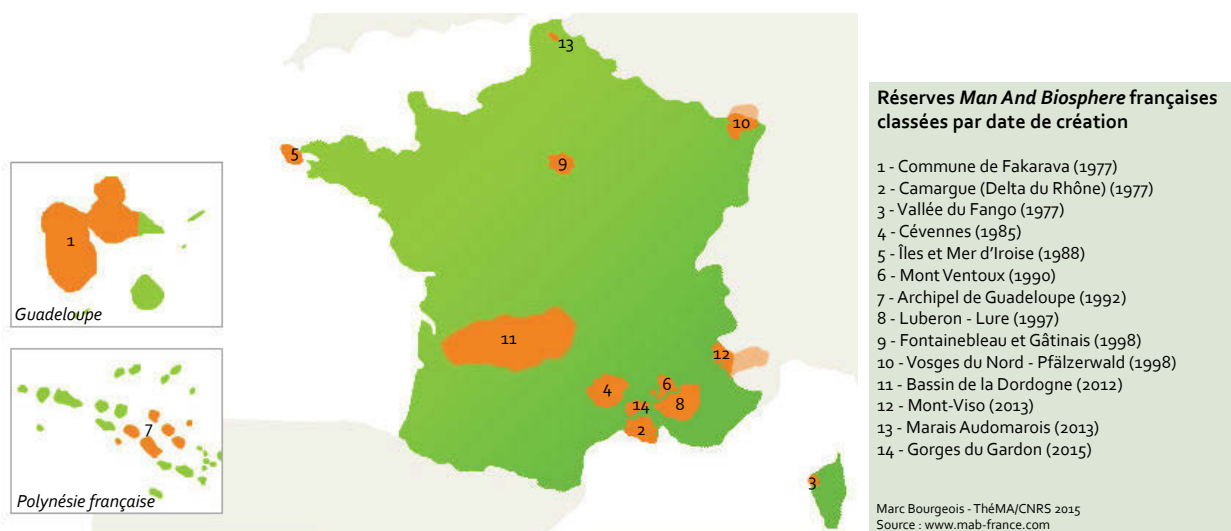 13
10
5
9
1
Guadeloupe
11
12
4
6
8
14
2
7
3
Polynésie française
Réserves Man And Biosphere françaises
classées par date de création
1 - Commune de Fakarava (1977)
2 - Camargue (Delta du Rhône) (1977)
3 - Vallée du Fango (1977)
4 - Cévennes (1985)
5 - Îles et Mer d'Iroise (1988)
6 - Mont Ventoux (1990)
7 - Archipel de Guadeloupe (1992)
8 - Luberon - Lure (1997)
9 - Fontainebleau et Gâtinais (1998)
10 - Vosges du Nord - Pfälzerwald (1998)
11 - Bassin de la Dordogne (2012)
12 - Mont-Viso (2013)
13 - Marais Audomarois (2013)
14 - Gorges du Gardon (2015)
Marc Bourgeois - ThéMA/CNRS 2015
Source : www.mab-france.com